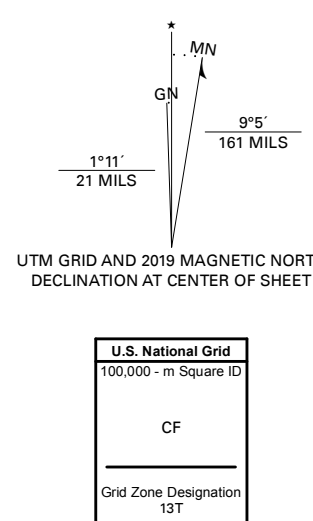 ★
MN
GN
9°5´
161 MILS
1°11´
21 MILS
UTM GRID AND 2019 MAGNETIC NORT
DECLINATION AT CENTER OF SHEET
U.S. National Grid
100,000 - m Square ID
CF
Grid Zone Designation
13T